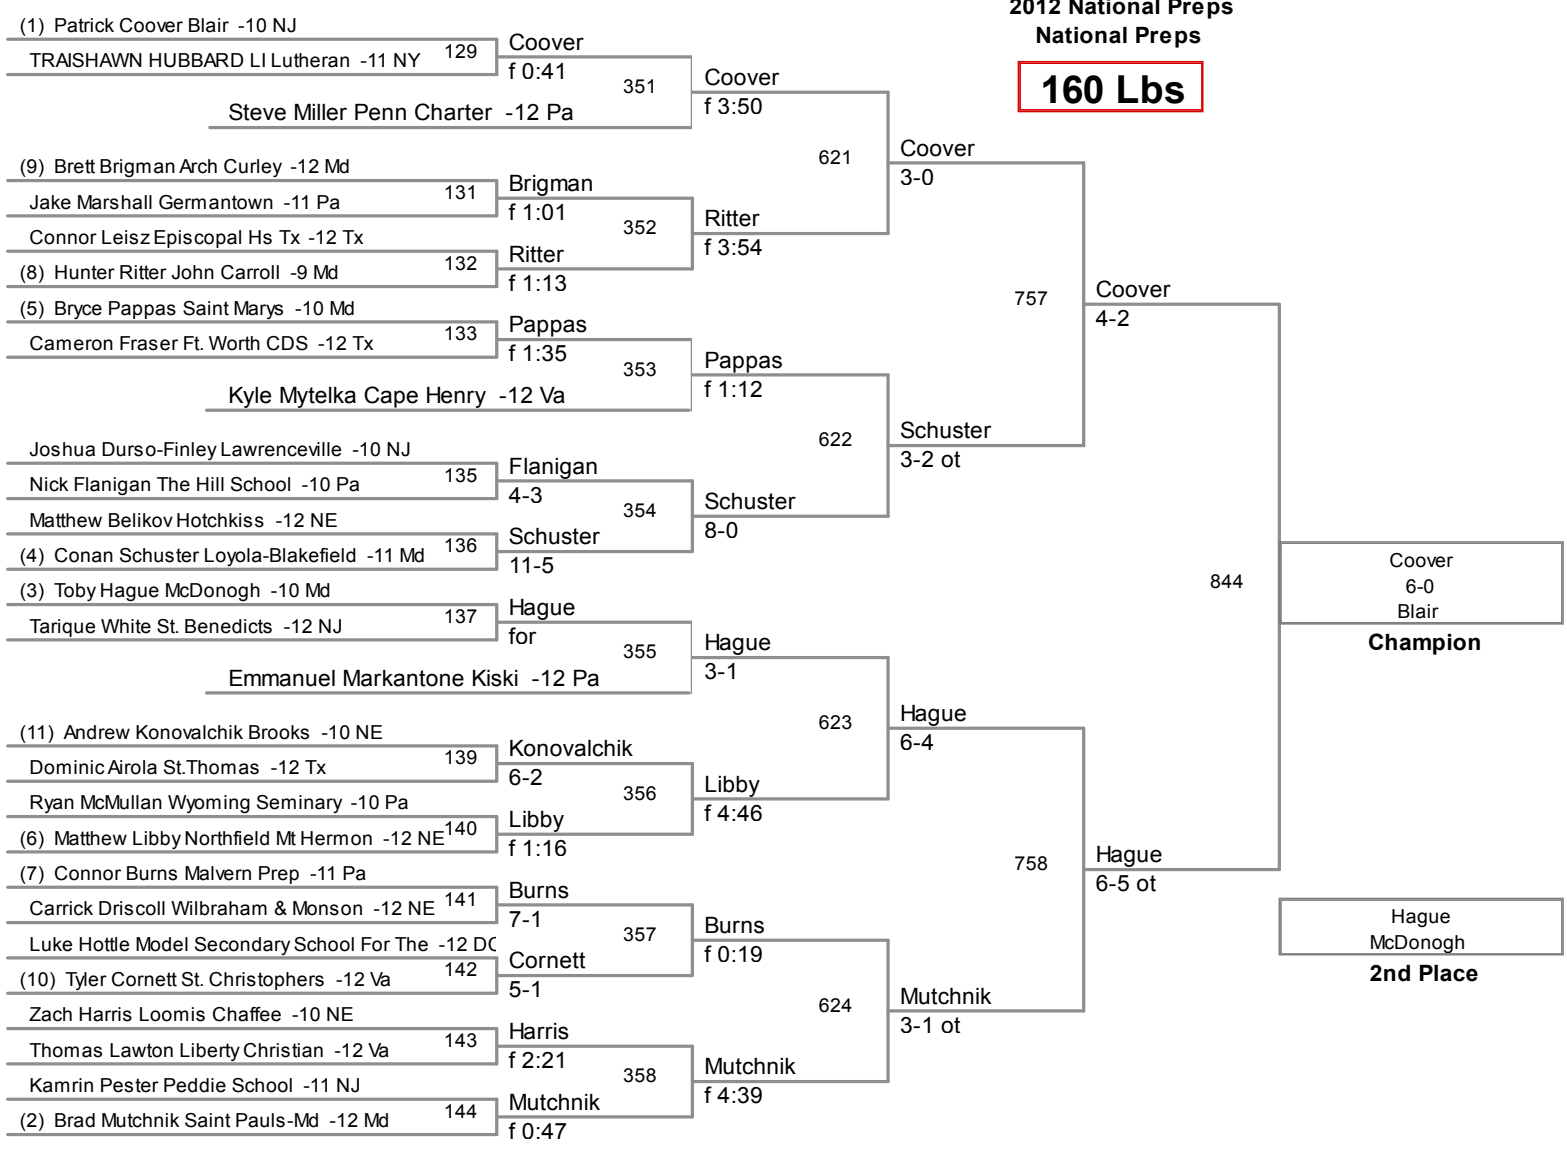 2012 National Preps
National Preps
160 Lbs
(1) Patrick Coover Blair -10 NJ
TRAISHAWN HUBBARD LI Lutheran -11 NY
129
Coover
f 0:41
Steve Miller Penn Charter -12 Pa
351
Coover
f 3:50
(9) Brett Brigman Arch Curley -12 Md
Jake Marshall Germantown -11 Pa
131
Brigman
f 1:01
Connor Leisz Episcopal Hs Tx -12 Tx
(8) Hunter Ritter John Carroll -9 Md
132
Ritter
f 1:13
352
Ritter
f 3:54
621
Coover
3-0
(5) Bryce Pappas Saint Marys -10 Md
Cameron Fraser Ft. Worth CDS -12 Tx
133
Pappas
f 1:35
Kyle Mytelka Cape Henry -12 Va
353
Pappas
f 1:12
Joshua Durso-Finley Lawrenceville -10 NJ
Nick Flanigan The Hill School -10 Pa
135
Flanigan
4-3
Matthew Belikov Hotchkiss -12 NE
(4) Conan Schuster Loyola-Blakefield -11 Md
136
Schuster
11-5
354
Schuster
8-0
622
Schuster
3-2 ot
757
Coover
4-2
(3) Toby Hague McDonogh -10 Md
Tarique White St. Benedicts -12 NJ
137
Hague
for
Emmanuel Markantone Kiski -12 Pa
355
Hague
3-1
(11) Andrew Konovalchik Brooks -10 NE
Dominic Airola St.Thomas -12 Tx
139
Konovalchik
6-2
Ryan McMullan Wyoming Seminary -10 Pa
(6) Matthew Libby Northfield Mt Hermon -12 NE
140
Libby
f 1:16
356
Libby
f 4:46
623
Hague
6-4
(7) Connor Burns Malvern Prep -11 Pa
Carrick Driscoll Wilbraham & Monson -12 NE
141
Burns
7-1
Luke Hottle Model Secondary School For The -12 DC
(10) Tyler Cornett St. Christophers -12 Va
142
Cornett
5-1
357
Burns
f 0:19
Zach Harris Loomis Chaffee -10 NE
Thomas Lawton Liberty Christian -12 Va
143
Harris
f 2:21
Kamrin Pester Peddie School -11 NJ
(2) Brad Mutchnik Saint Pauls-Md -12 Md
144
Mutchnik
f 0:47
358
Mutchnik
f 4:39
624
Mutchnik
3-1 ot
758
Hague
6-5 ot
844
Coover
6-0
Blair
Champion
Hague
McDonogh
2nd Place